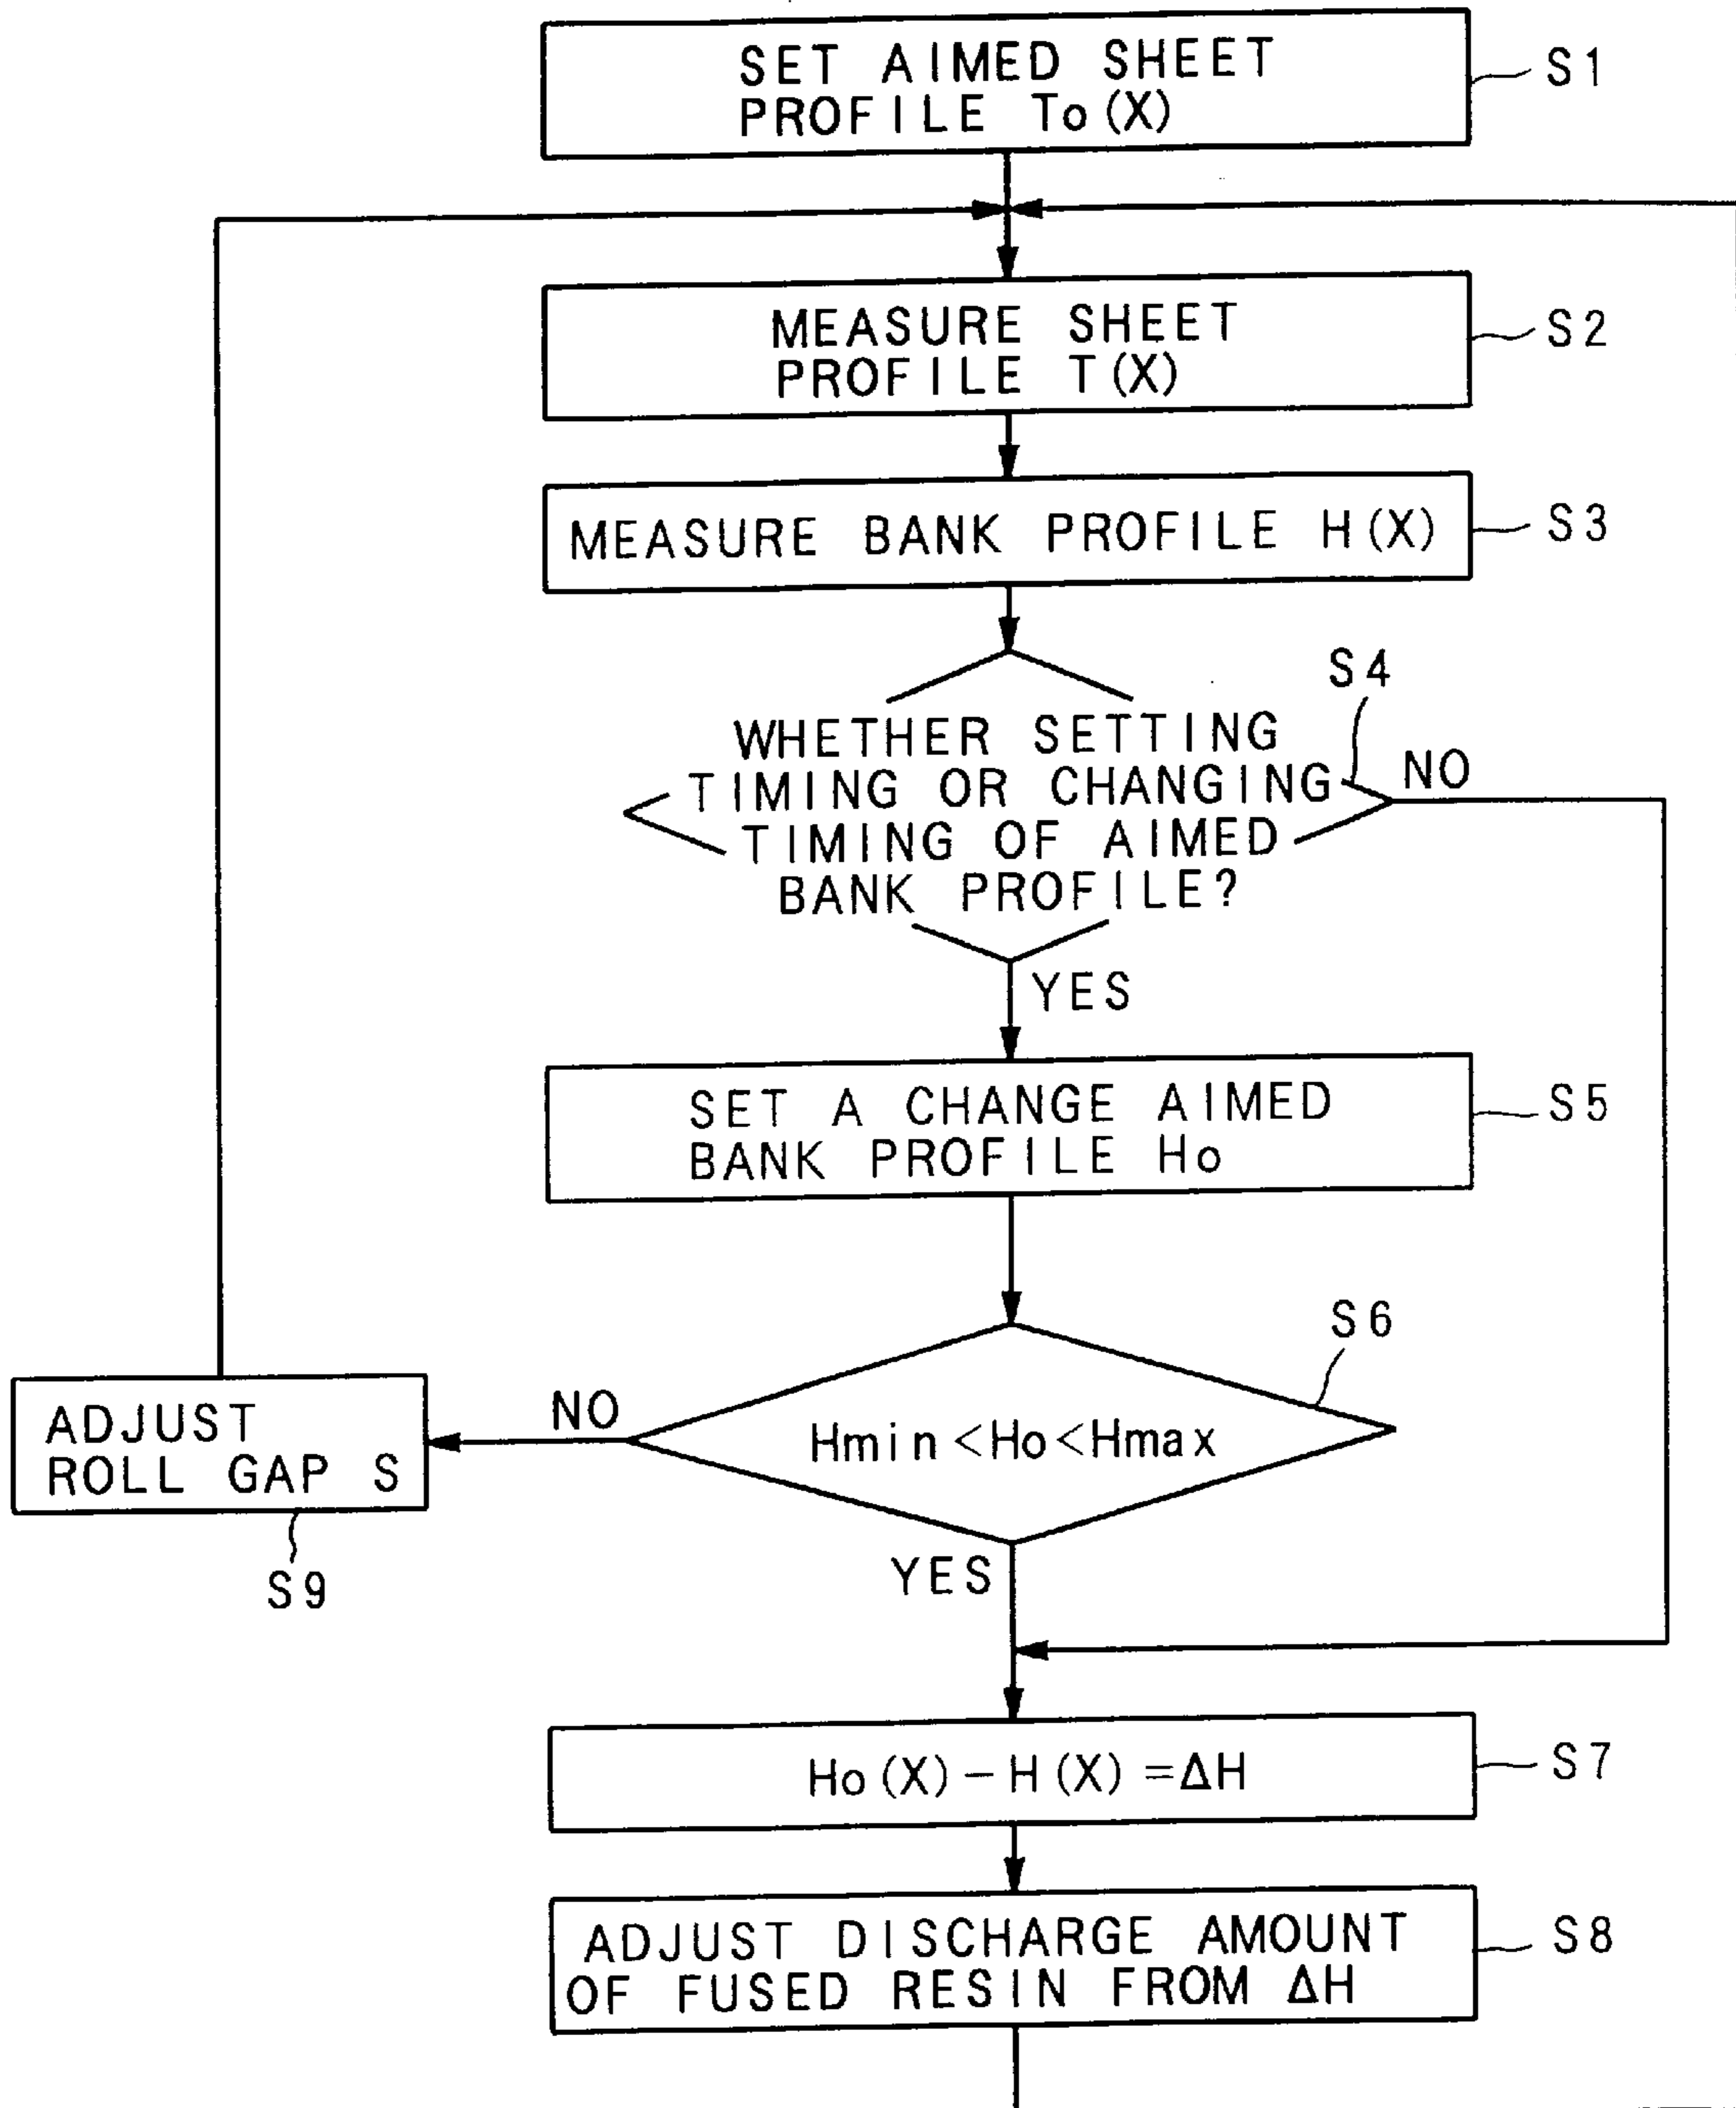 SET AIMED SHEET
PROFILE To(X)
S1
MEASURE SHEET
PROFILE T(X)
S2
MEASURE BANK PROFILE H(X)
S3
S4
WHETHER SETTING
TIMING OR CHANGING
TIMING OF AIMED
BANK PROFILE?
NO
YES
SET A CHANGE AIMED
BANK PROFILE Ho
S5
S6
Hmin<Ho<Hmax
NO
ADJUST
ROLL GAP S
S9
YES
Ho(X)-H(X)=ΔH
S7
ADJUST DISCHARGE AMOUNT
OF FUSED RESIN FROM ΔH
S8